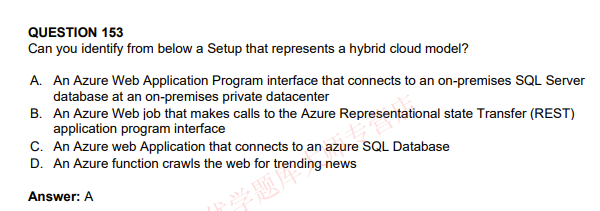 QUESTION 153
Can you identify from below a Setup that represents a hybrid cloud model?
A. An Azure Web Application Program interface that connects to an on-premises SQL Server
database at an on-premises private datacenter
B. An Azure Web job that makes calls to the Azure Representational state Transfer (REST)
application program interface
C. An Azure web Application that connects to an azure SQL Database
D. An Azure function crawls the web for trending news
Answer: A